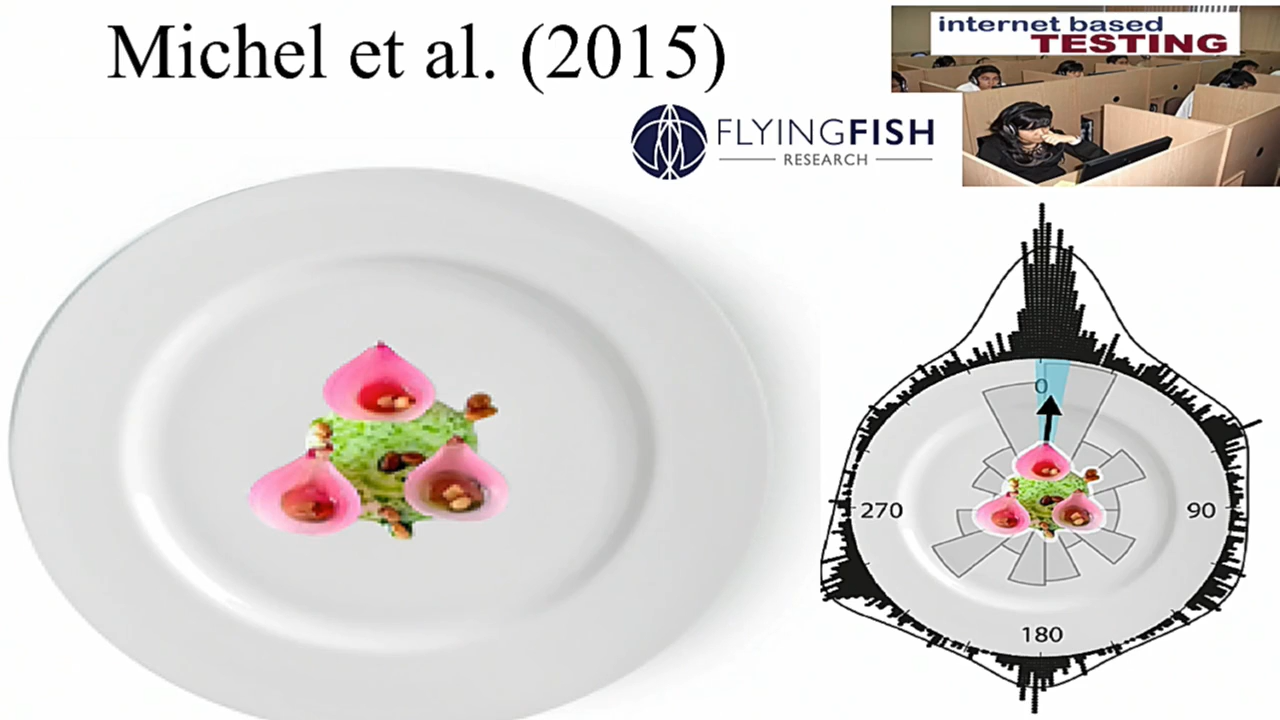 Michel et al. (2015)
internet based
TESTING
FLYINGFISH
RESEARCH
0
270
90
180